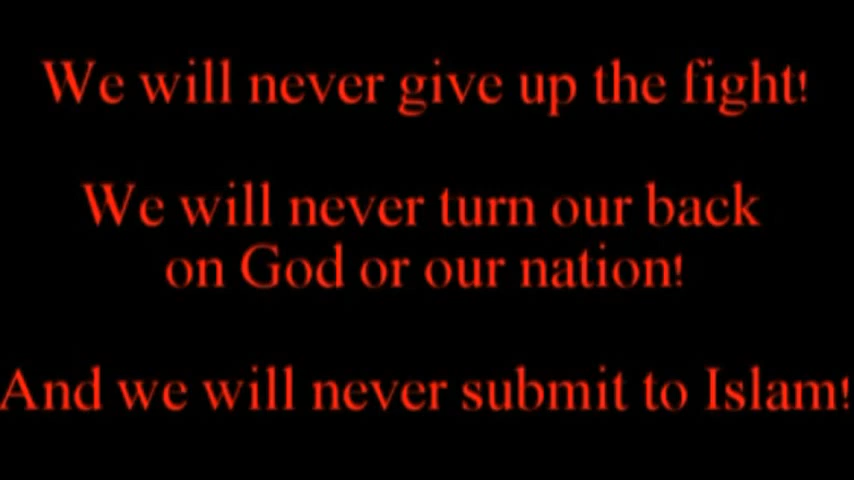 We will never give up the fight!
We will never turn our back
on God or our nation!
And we will never submit to Islam!